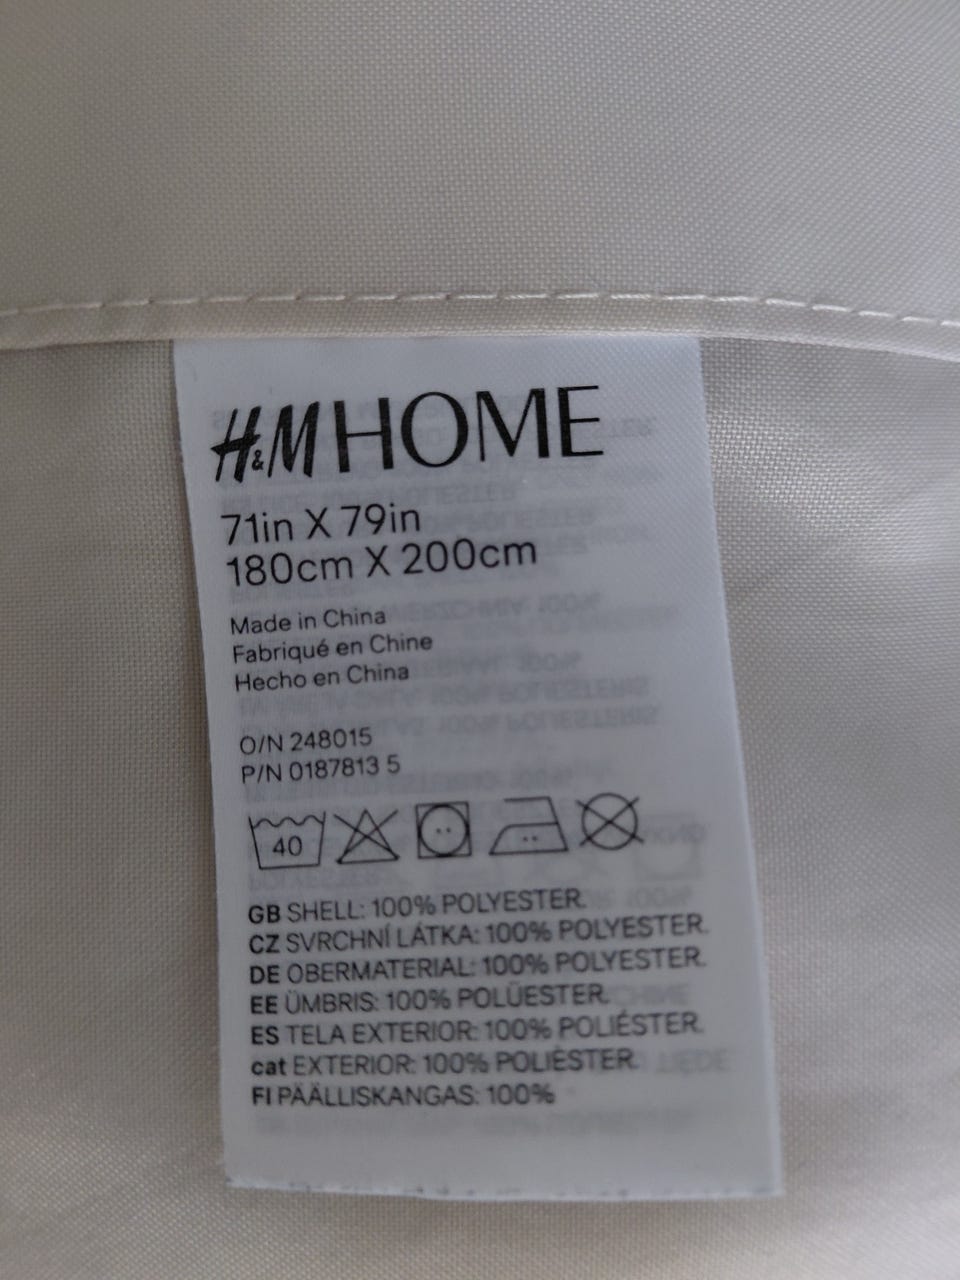 H&M HOME
71in X 79in
180cm X 200cm
Made in China
Fabriqué en Chine
Hecho en China
O/N 248015
P/N 0187813 5
40
GB SHELL: 100% POLYESTER.
CZ SVRCHNÍ LÁTKA: 100% POLYESTER.
DE OBERMATERIAL: 100% POLYESTER.
EE ÜMBRIS: 100% POLÜESTER.
ES TELA EXTERIOR: 100% POLIÉSTER.
cat EXTERIOR: 100% POLIÈSTER.
FI PÄÄLLISKANGAS: 100%